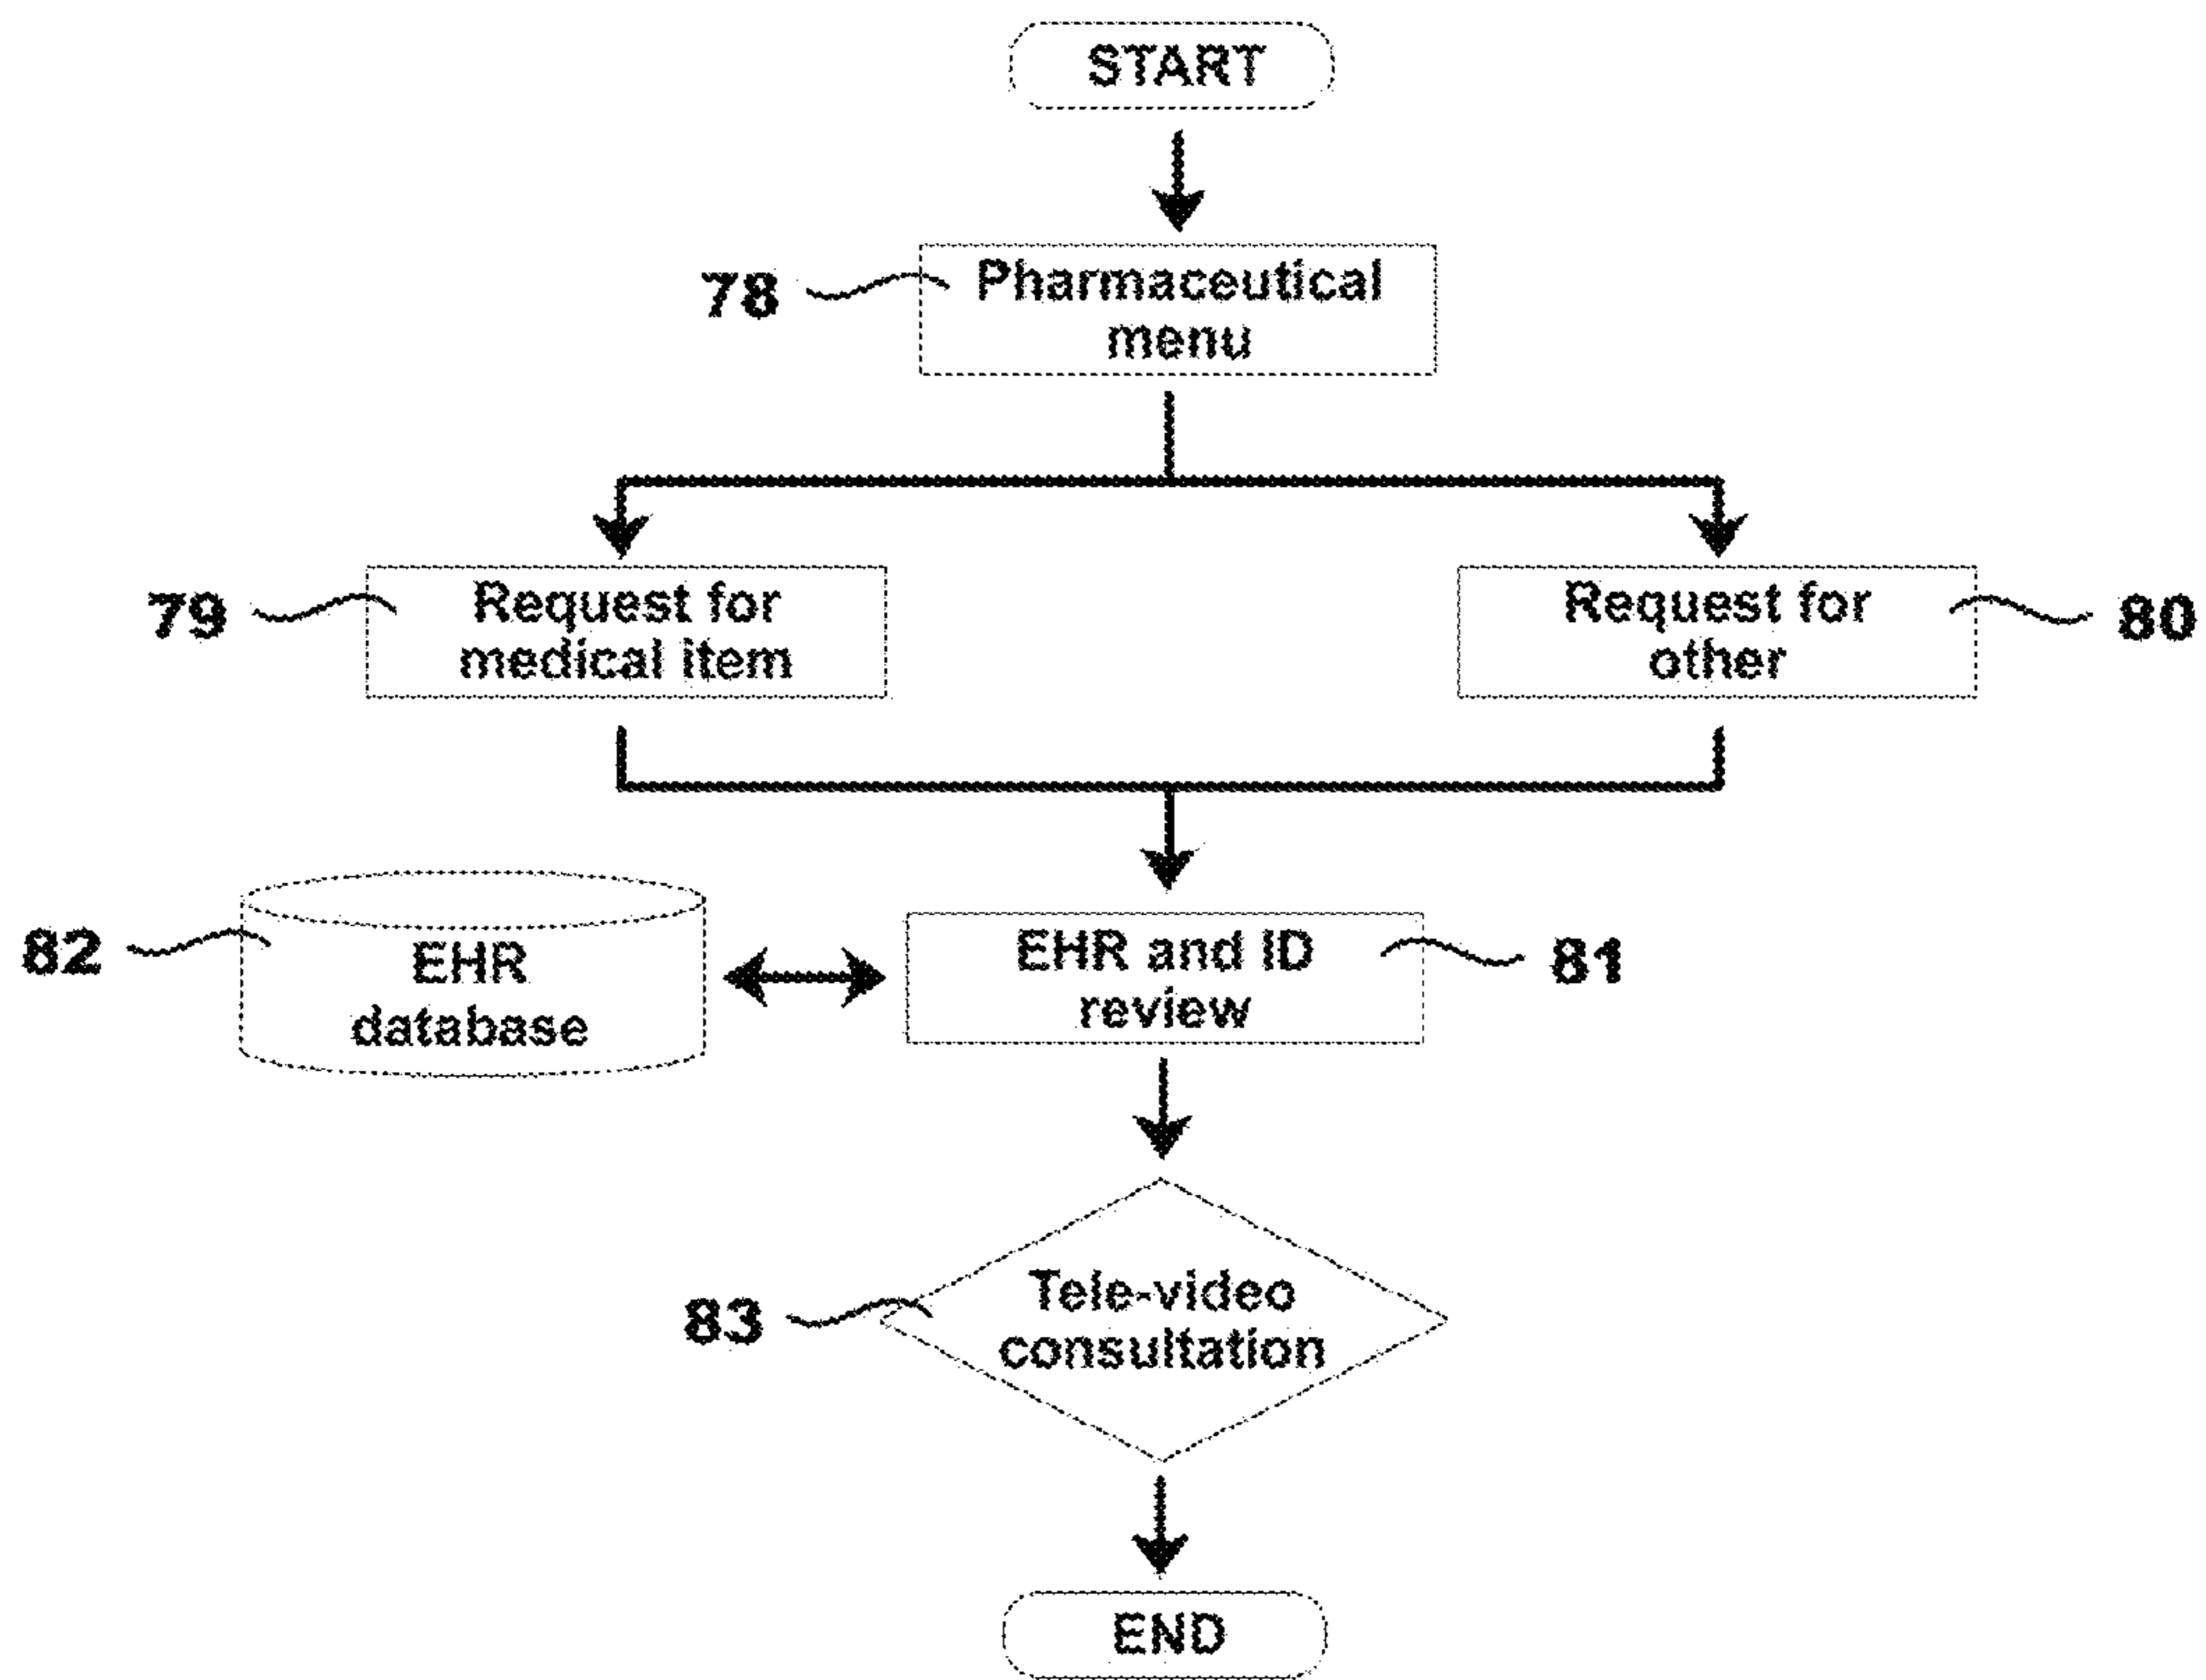 START
78
Pharmaceutical
menu
79
Request for
medical item
Request for
other
80
82
EHR
database
EHR and ID
review
81
83
Tele-video
consultation
END